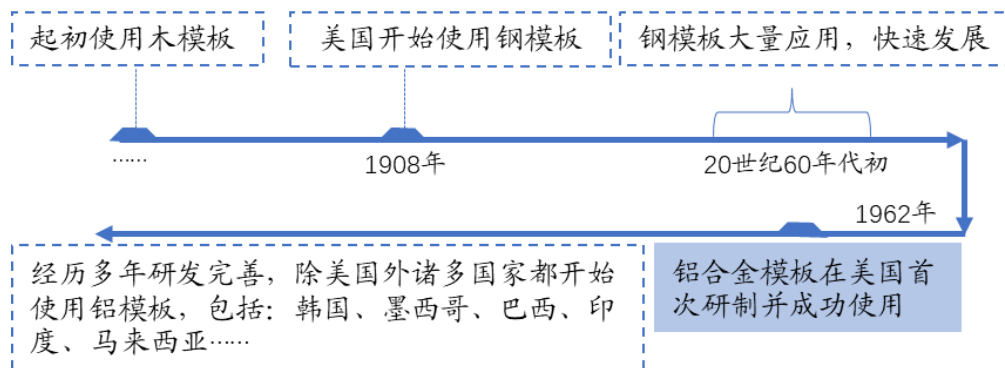 起初使用木模板
美国开始使用钢模板
钢模板大量应用，快速发展
……
1908年
20世纪60年代初
1962年
铝合金模板在美国首
次研制并成功使用
经历多年研发完善，除美国外诸多国家都开始
使用铝模板，包括：韩国、墨西哥、巴西、印
度、马来西亚……